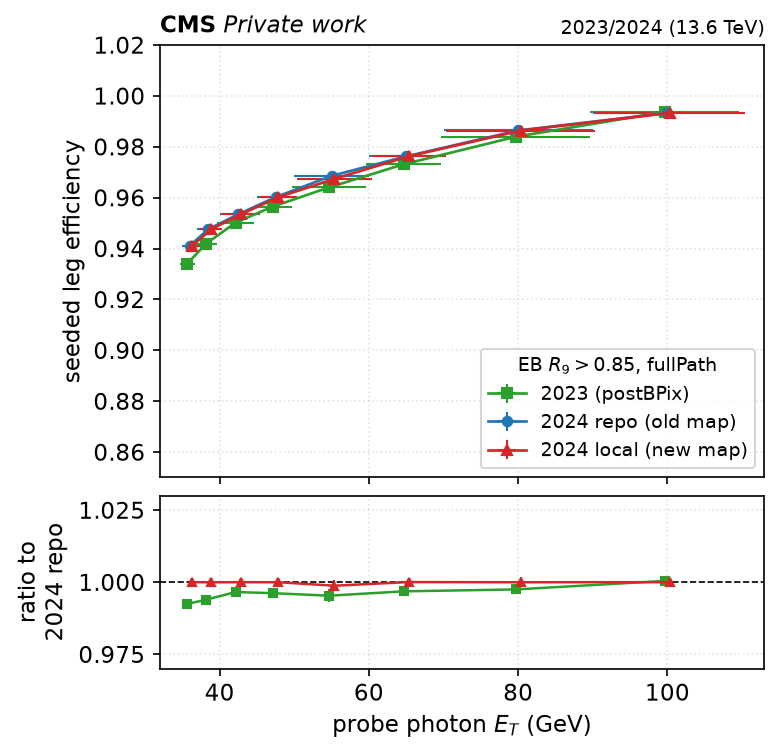 CMS Private work 2023/2024 (13.6 TeV)
1.02
1.00
0.98
0.96
0.94
0.92
0.90
0.88
0.86
seeded leg efficiency
EB R₉ > 0.85, fullPath
2023 (postBPix)
2024 repo (old map)
2024 local (new map)
1.025
1.000
0.975
ratio to
2024 repo
40 60 80 100
probe photon E_T (GeV)